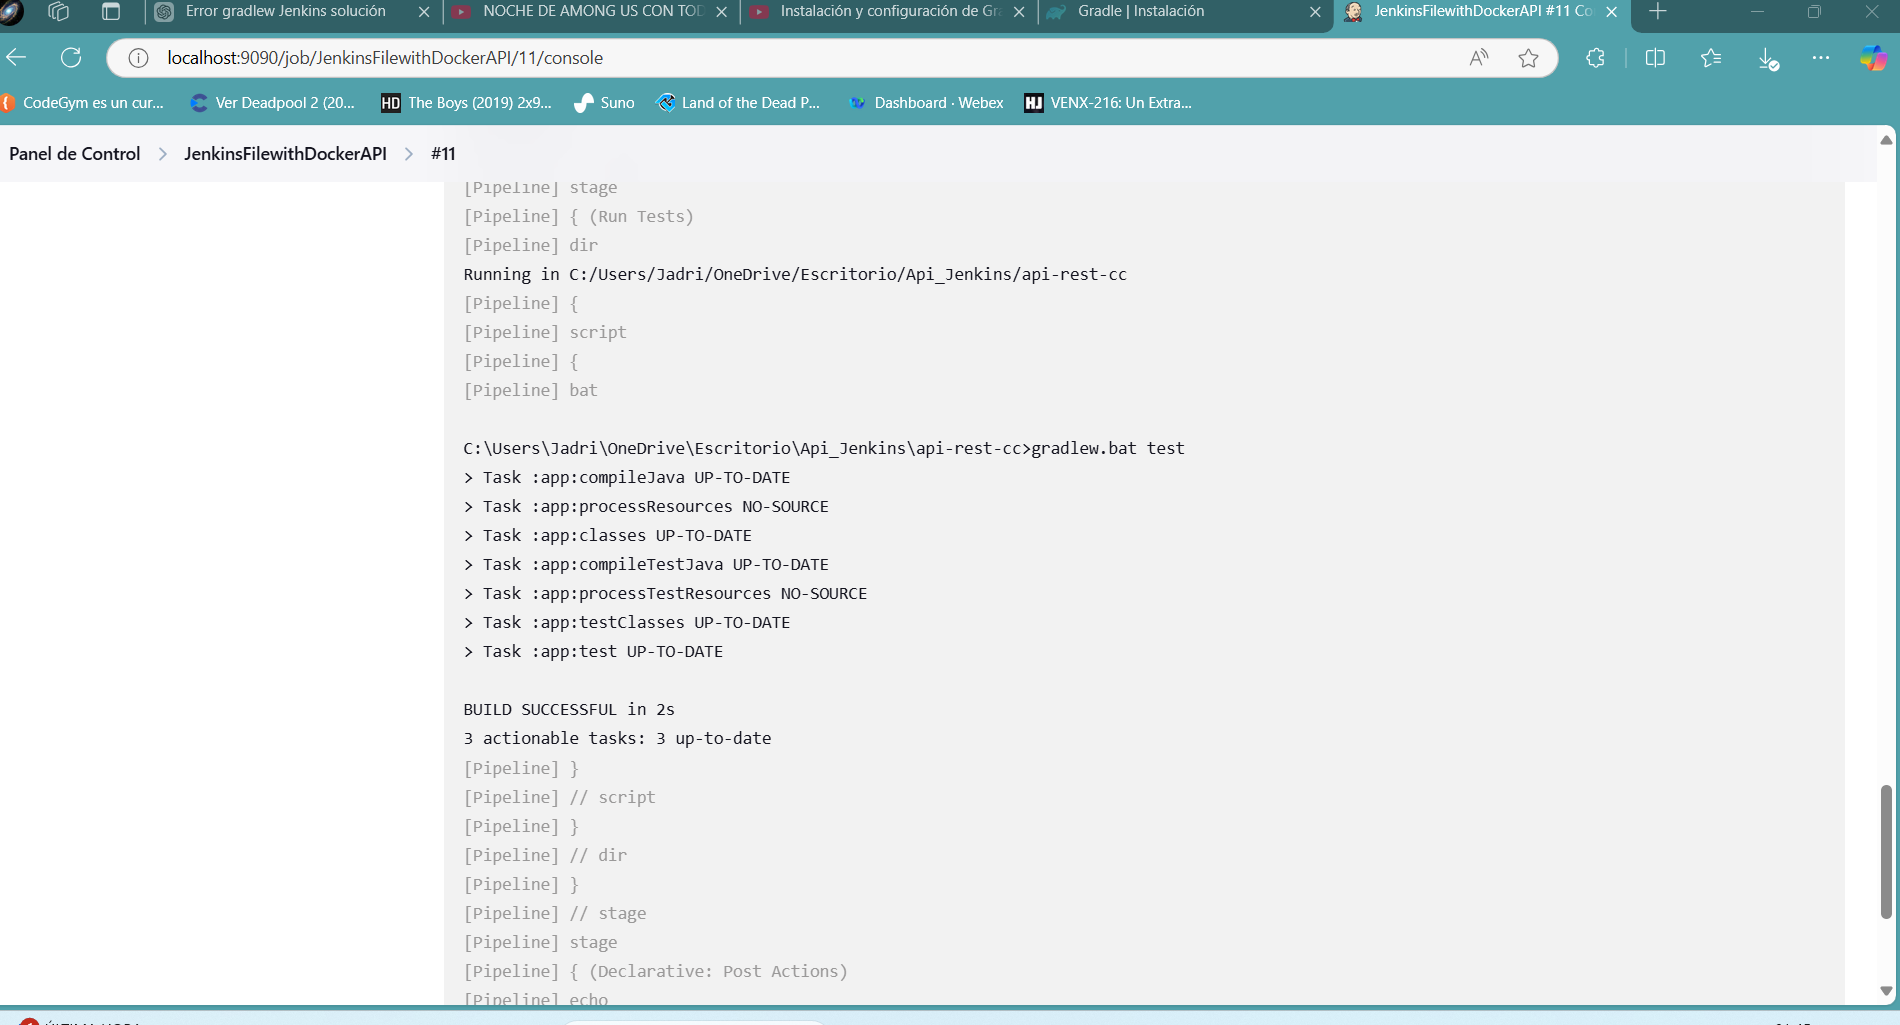 Error gradlew Jenkins solución
NOCHE DE AMONG US CON TOD
Instalación y configuración de Gra
Gradle | Instalación
JenkinsFilewithDockerAPI #11 Co
localhost:9090/job/JenkinsFilewithDockerAPI/11/console
CodeGym es un cur...
Ver Deadpool 2 (20...
HD The Boys (2019) 2x9...
Suno
Land of the Dead P...
Dashboard · Webex
HJ VENX-216: Un Extra...
Panel de Control
JenkinsFilewithDockerAPI
#11
[Pipeline] stage
[Pipeline] { (Run Tests)
[Pipeline] dir
Running in C:/Users/Jadri/OneDrive/Escritorio/Api_Jenkins/api-rest-cc
[Pipeline] {
[Pipeline] script
[Pipeline] {
[Pipeline] bat
C:\Users\Jadri\OneDrive\Escritorio\Api_Jenkins\api-rest-cc>gradlew.bat test
> Task :app:compileJava UP-TO-DATE
> Task :app:processResources NO-SOURCE
> Task :app:classes UP-TO-DATE
> Task :app:compileTestJava UP-TO-DATE
> Task :app:processTestResources NO-SOURCE
> Task :app:testClasses UP-TO-DATE
> Task :app:test UP-TO-DATE
BUILD SUCCESSFUL in 2s
3 actionable tasks: 3 up-to-date
[Pipeline] }
[Pipeline] // script
[Pipeline] }
[Pipeline] // dir
[Pipeline] }
[Pipeline] // stage
[Pipeline] stage
[Pipeline] { (Declarative: Post Actions)
[Pipeline] echo